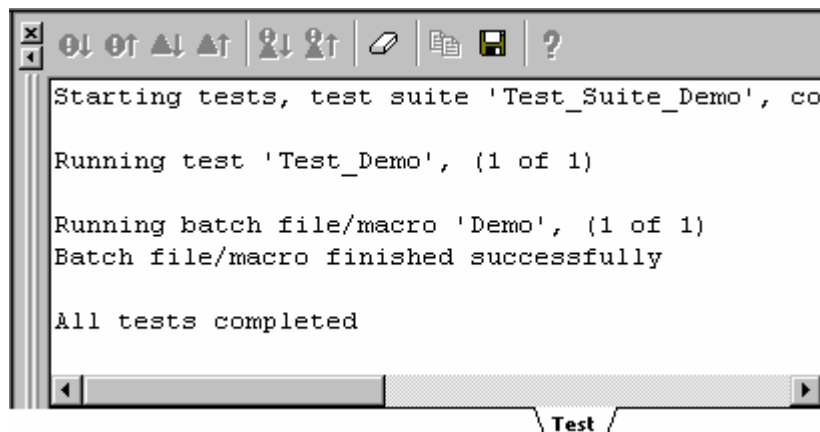 Starting tests, test suite 'Test_Suite_Demo', co
Running test 'Test_Demo', (1 of 1)
Running batch file/macro 'Demo', (1 of 1)
Batch file/macro finished successfully
All tests completed
Test